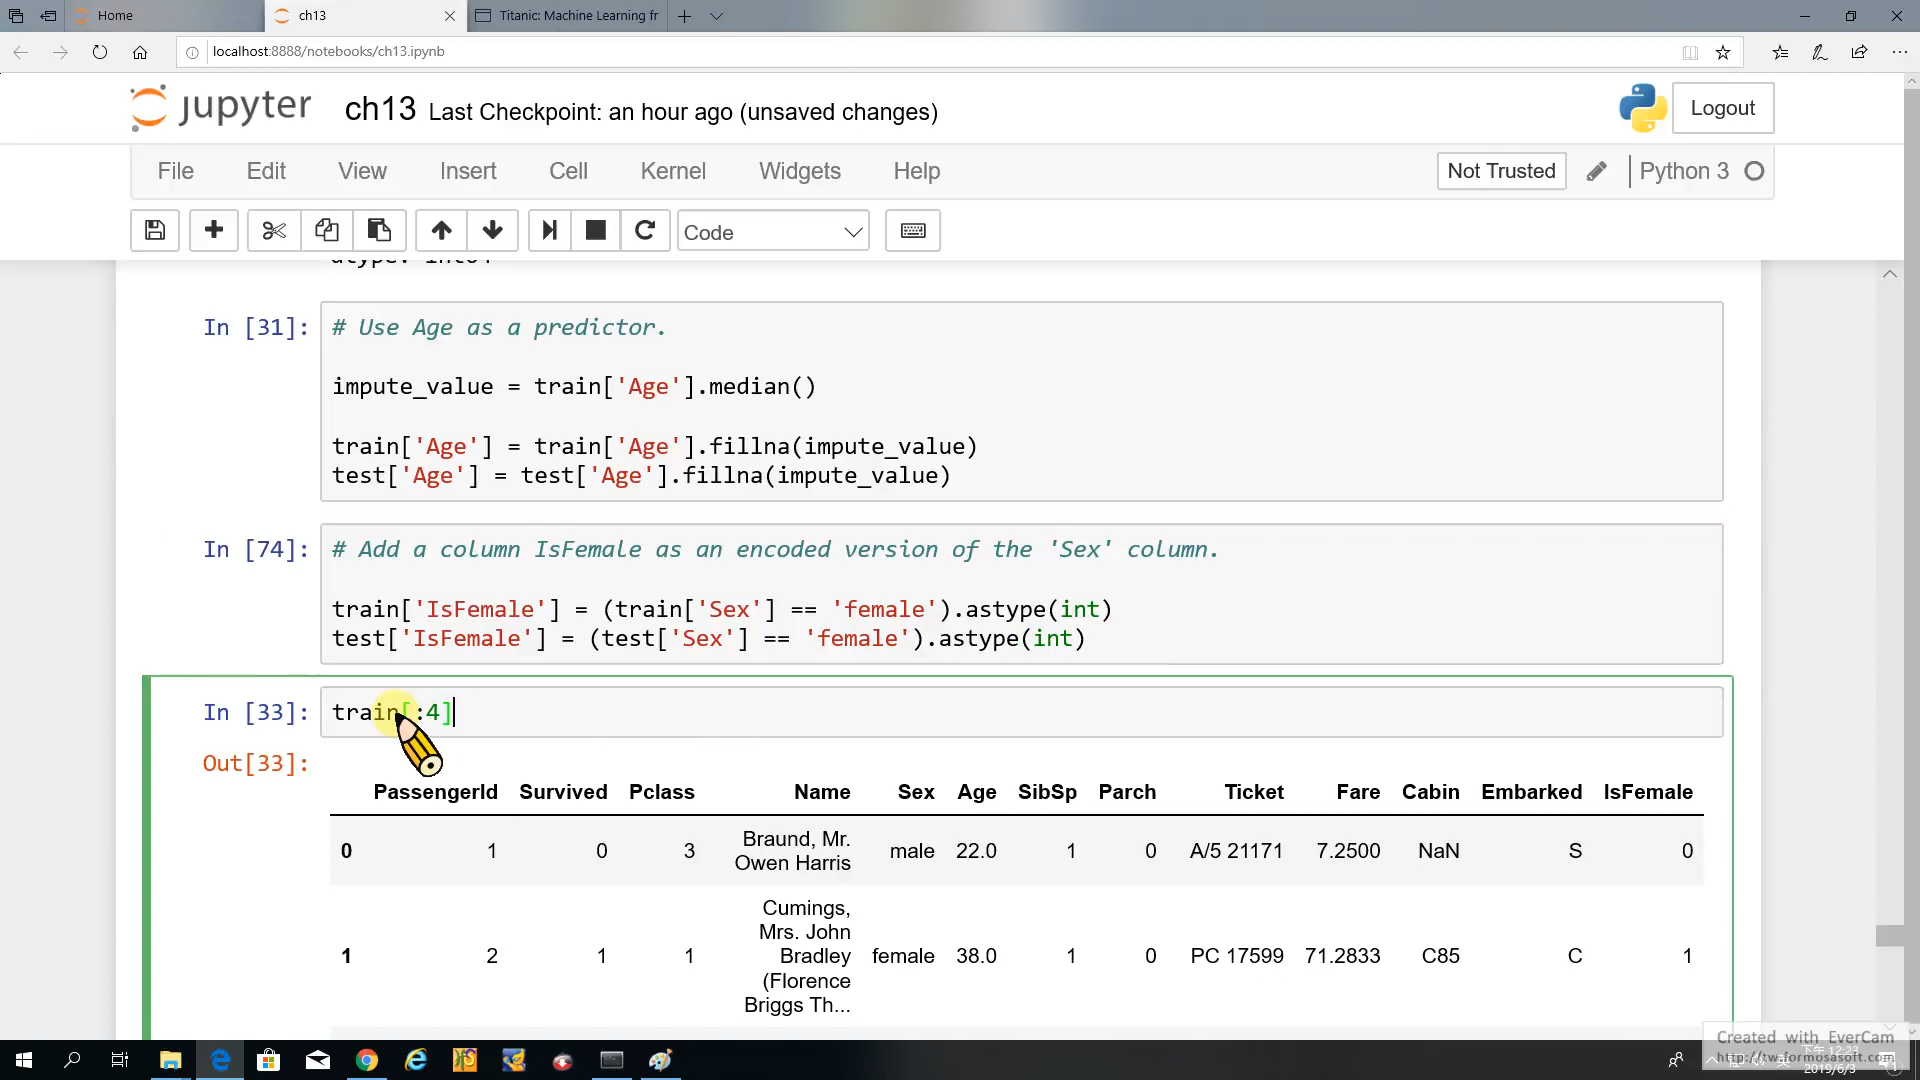 Home
ch13
Titanic: Machine Learning fr
localhost:8888/notebooks/ch13.ipynb
jupyter
ch13 Last Checkpoint: an hour ago (unsaved changes)
Logout
File Edit View Insert Cell Kernel Widgets Help
Not Trusted
Python 3
Code
In [31]:
# Use Age as a predictor.
impute_value = train['Age'].median()
train['Age'] = train['Age'].fillna(impute_value)
test['Age'] = test['Age'].fillna(impute_value)
In [74]:
# Add a column IsFemale as an encoded version of the 'Sex' column.
train['IsFemale'] = (train['Sex'] == 'female').astype(int)
test['IsFemale'] = (test['Sex'] == 'female').astype(int)
In [33]:
train[:4]
Out[33]:
PassengerId Survived Pclass Name Sex Age SibSp Parch Ticket Fare Cabin Embarked IsFemale
0 1 0 3 Braund, Mr. Owen Harris male 22.0 1 0 A/5 21171 7.2500 NaN S 0
1 2 1 1 Cumings, Mrs. John Bradley (Florence Briggs Th... female 38.0 1 0 PC 17599 71.2833 C85 C 1
Created with EverCam
http://tw.formosasoft.com
2019/6/3